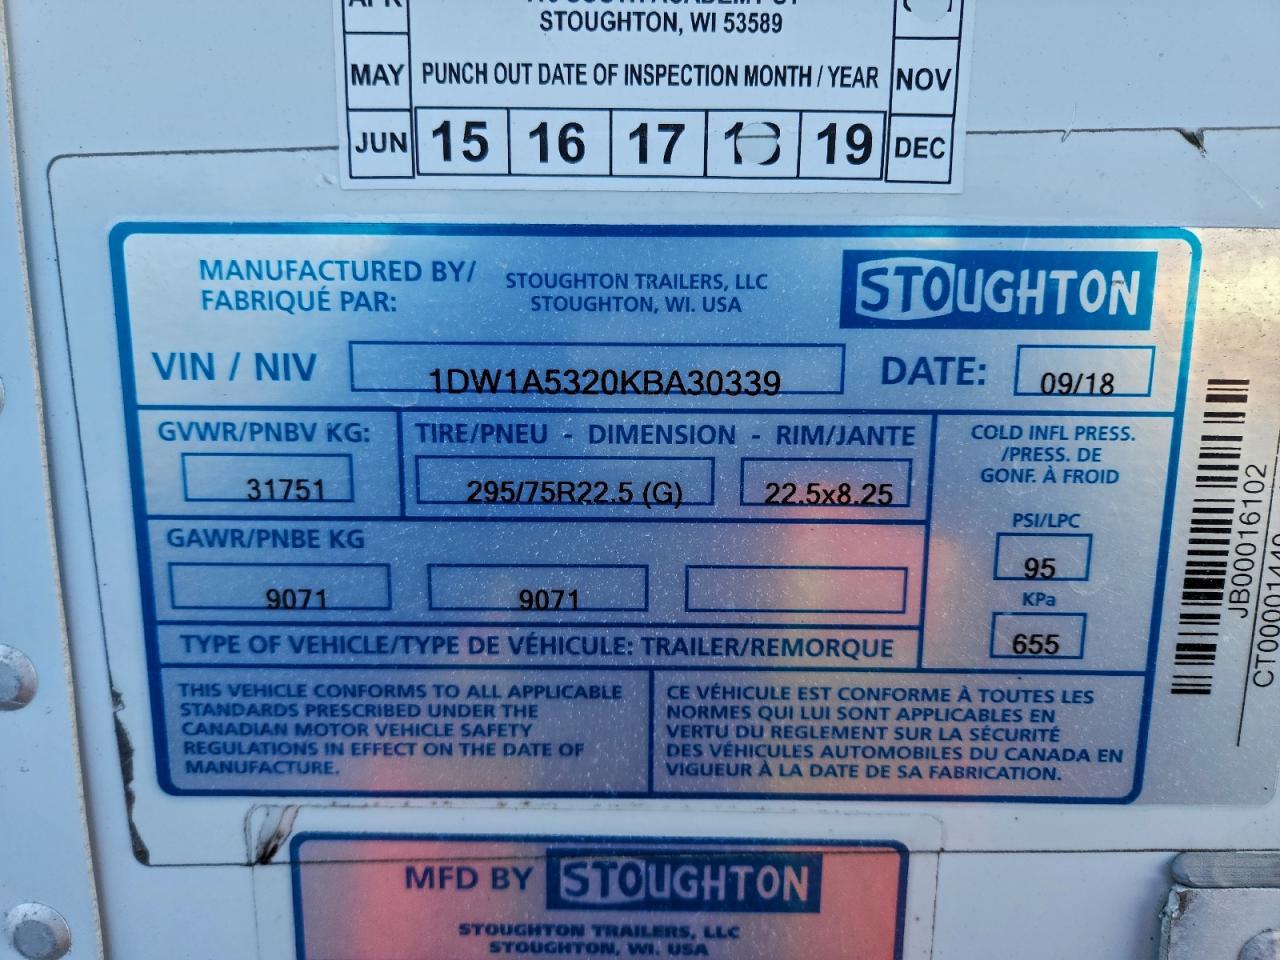 STOUGHTON, WI 53589
MAY PUNCH OUT DATE OF INSPECTION MONTH / YEAR NOV
JUN 15 16 17 18 19 DEC
MANUFACTURED BY/
FABRIQUÉ PAR:
STOUGHTON TRAILERS, LLC
STOUGHTON, WI. USA
STOUGHTON
VIN / NIV 1DW1A5320KBA30339 DATE: 09/18
GVWR/PNBV KG:
31751
TIRE/PNEU - DIMENSION - RIM/JANTE
295/75R22.5 (G) 22.5x8.25
COLD INFL PRESS.
/PRESS. DE
GONF. À FROID
PSI/LPC
95
KPa
655
GAWR/PNBE KG
9071 9071
TYPE OF VEHICLE/TYPE DE VÉHICULE: TRAILER/REMORQUE
THIS VEHICLE CONFORMS TO ALL APPLICABLE
STANDARDS PRESCRIBED UNDER THE
CANADIAN MOTOR VEHICLE SAFETY
REGULATIONS IN EFFECT ON THE DATE OF
MANUFACTURE.
CE VÉHICULE EST CONFORME À TOUTES LES
NORMES QUI LUI SONT APPLICABLES EN
VERTU DU REGLEMENT SUR LA SÉCURITÉ
DES VÉHICULES AUTOMOBILES DU CANADA EN
VIGUEUR À LA DATE DE SA FABRICATION.
JB00016102
MFD BY STOUGHTON
STOUGHTON TRAILERS, LLC
STOUGHTON, WI. USA